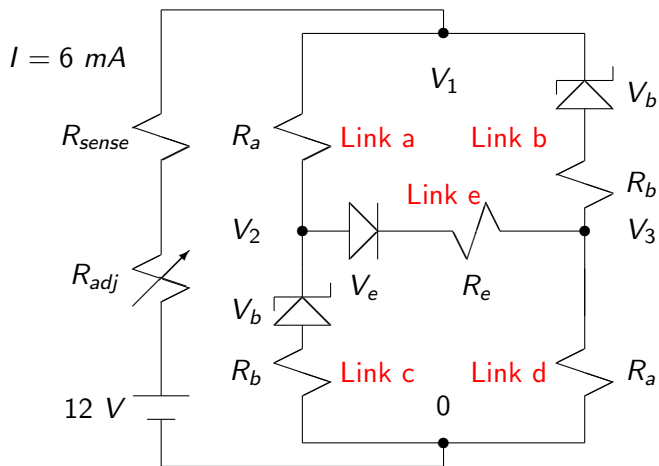 I = 6 mA
V1
Vb
Rsense
Ra
Link a
Link b
Rb
Link e
V2
V3
Radj
Ve
Re
Vb
Rb
Link c
Link d
Ra
12 V
0